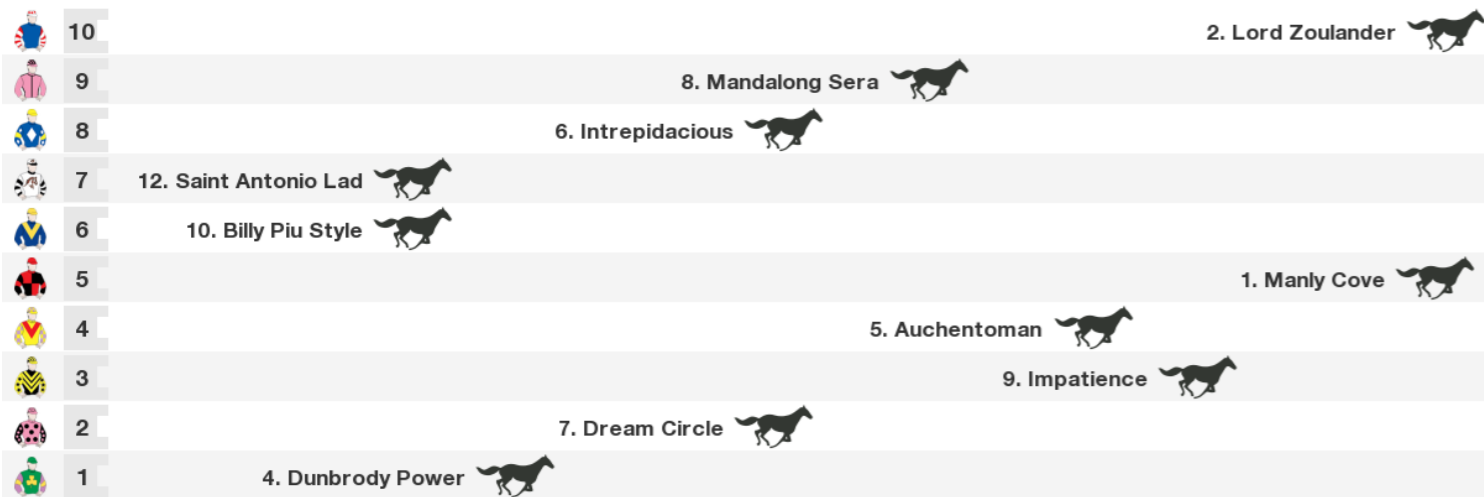 10 2. Lord Zoulander
9 8. Mandalong Sera
8 6. Intrepidacious
7 12. Saint Antonio Lad
6 10. Billy Piu Style
5 1. Manly Cove
4 5. Auchentoman
3 9. Impatience
2 7. Dream Circle
1 4. Dunbrody Power